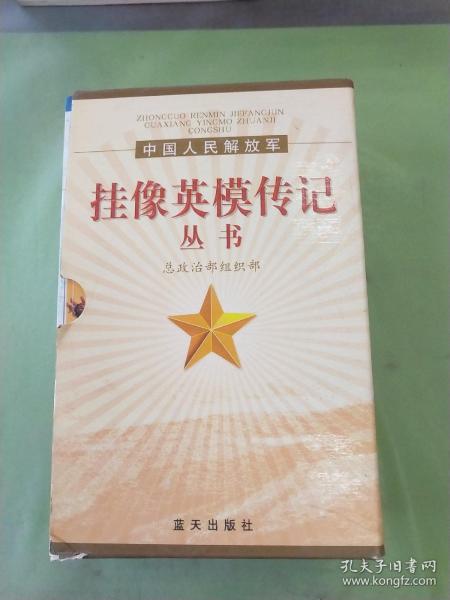 ZHONGGUO RENMIN JIEFANGJUN
GUAXIANG YINGMO ZHUANJI
CONGSHU
中国人民解放军
挂像英模传记
丛书
总政治部组织部
蓝天出版社
孔夫子旧书网
www.kongfz.com